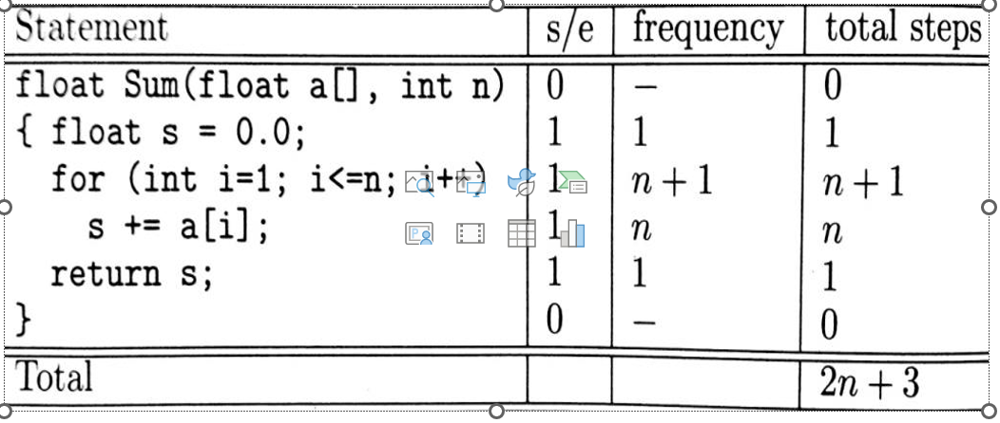 Statement s/e frequency total steps
float Sum(float a[], int n) 0 – 0
{ float s = 0.0; 1 1 1
for (int i=1; i<=n; i++) 1 n + 1 n + 1
s += a[i]; 1 n n
return s; 1 1 1
} 0 – 0
Total 2n + 3